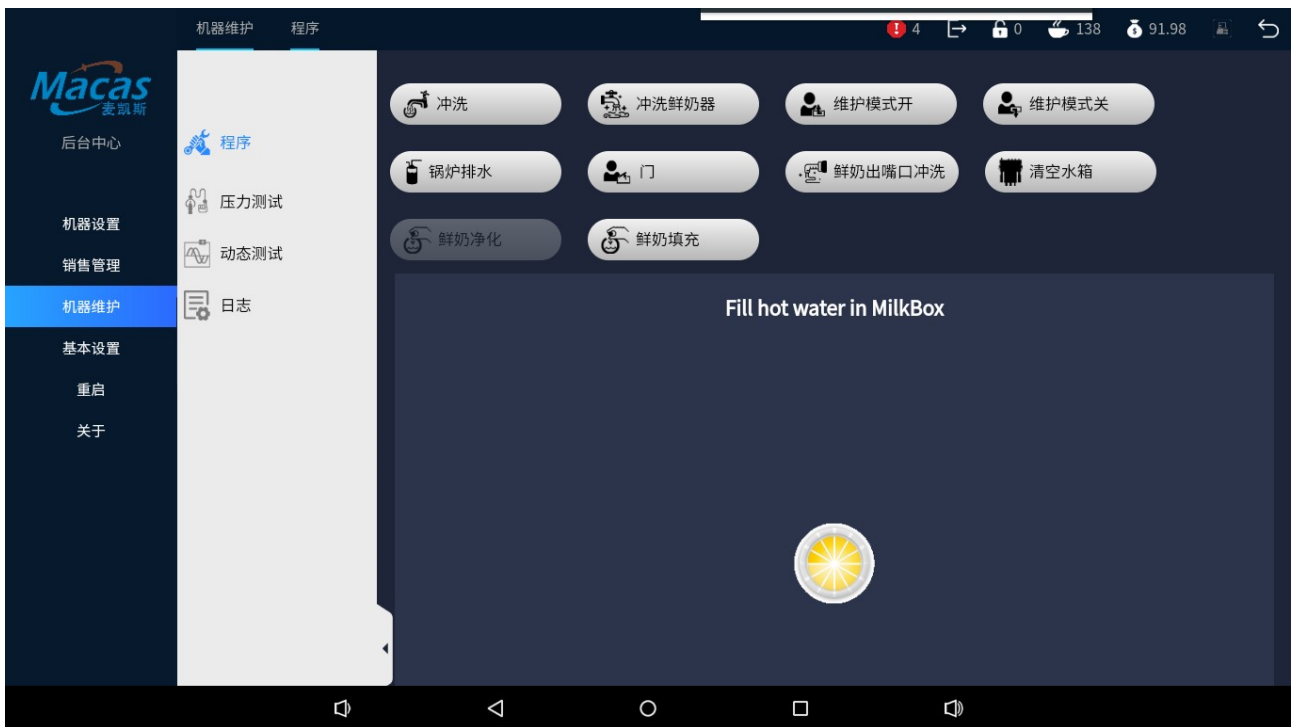 机器维护 程序 4 0 138 91.98
Macas
麦凯斯
后台中心
机器设置
销售管理
机器维护
基本设置
重启
关于
程序
压力测试
动态测试
日志
冲洗 冲洗鲜奶器 维护模式开 维护模式关
锅炉排水 门 鲜奶出嘴口冲洗 清空水箱
鲜奶净化 鲜奶填充
Fill hot water in MilkBox